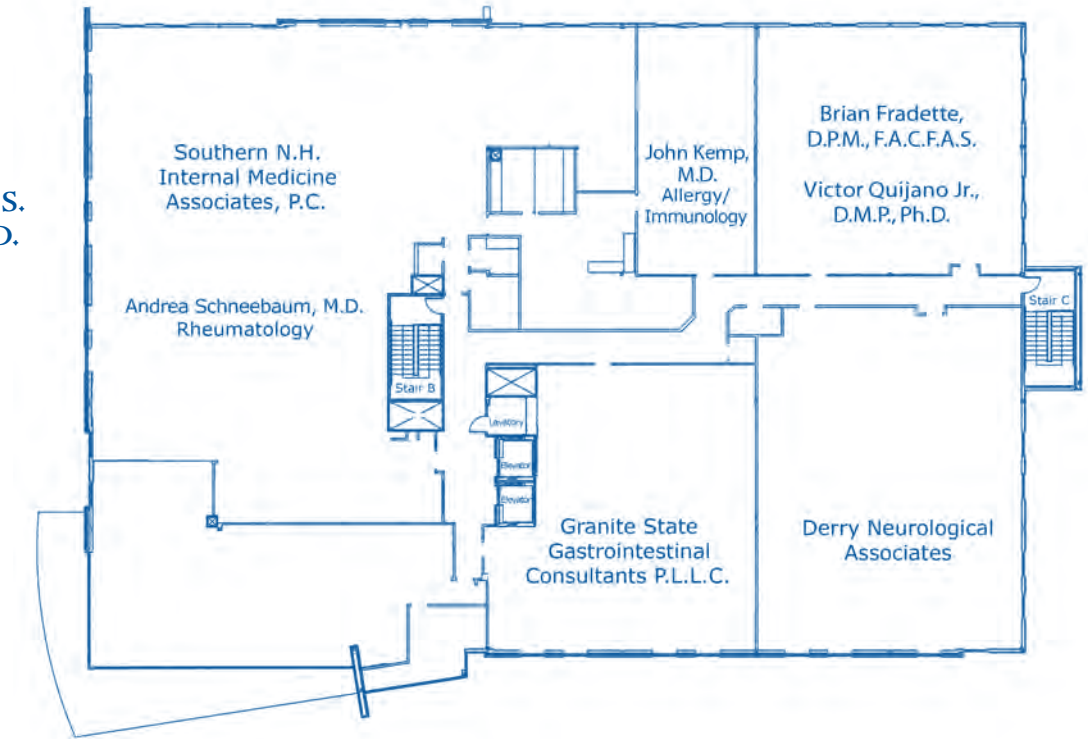 S.
D.
Southern N.H.
Internal Medicine
Associates, P.C.
Andrea Schneebaum, M.D.
Rheumatology
John Kemp,
M.D.
Allergy/
Immunology
Brian Fradette,
D.P.M., F.A.C.F.A.S.
Victor Quijano Jr.,
D.M.P., Ph.D.
Stair C
Stair B
Lavatory
Elevator
Elevator
Granite State
Gastrointestinal
Consultants P.L.L.C.
Derry Neurological
Associates